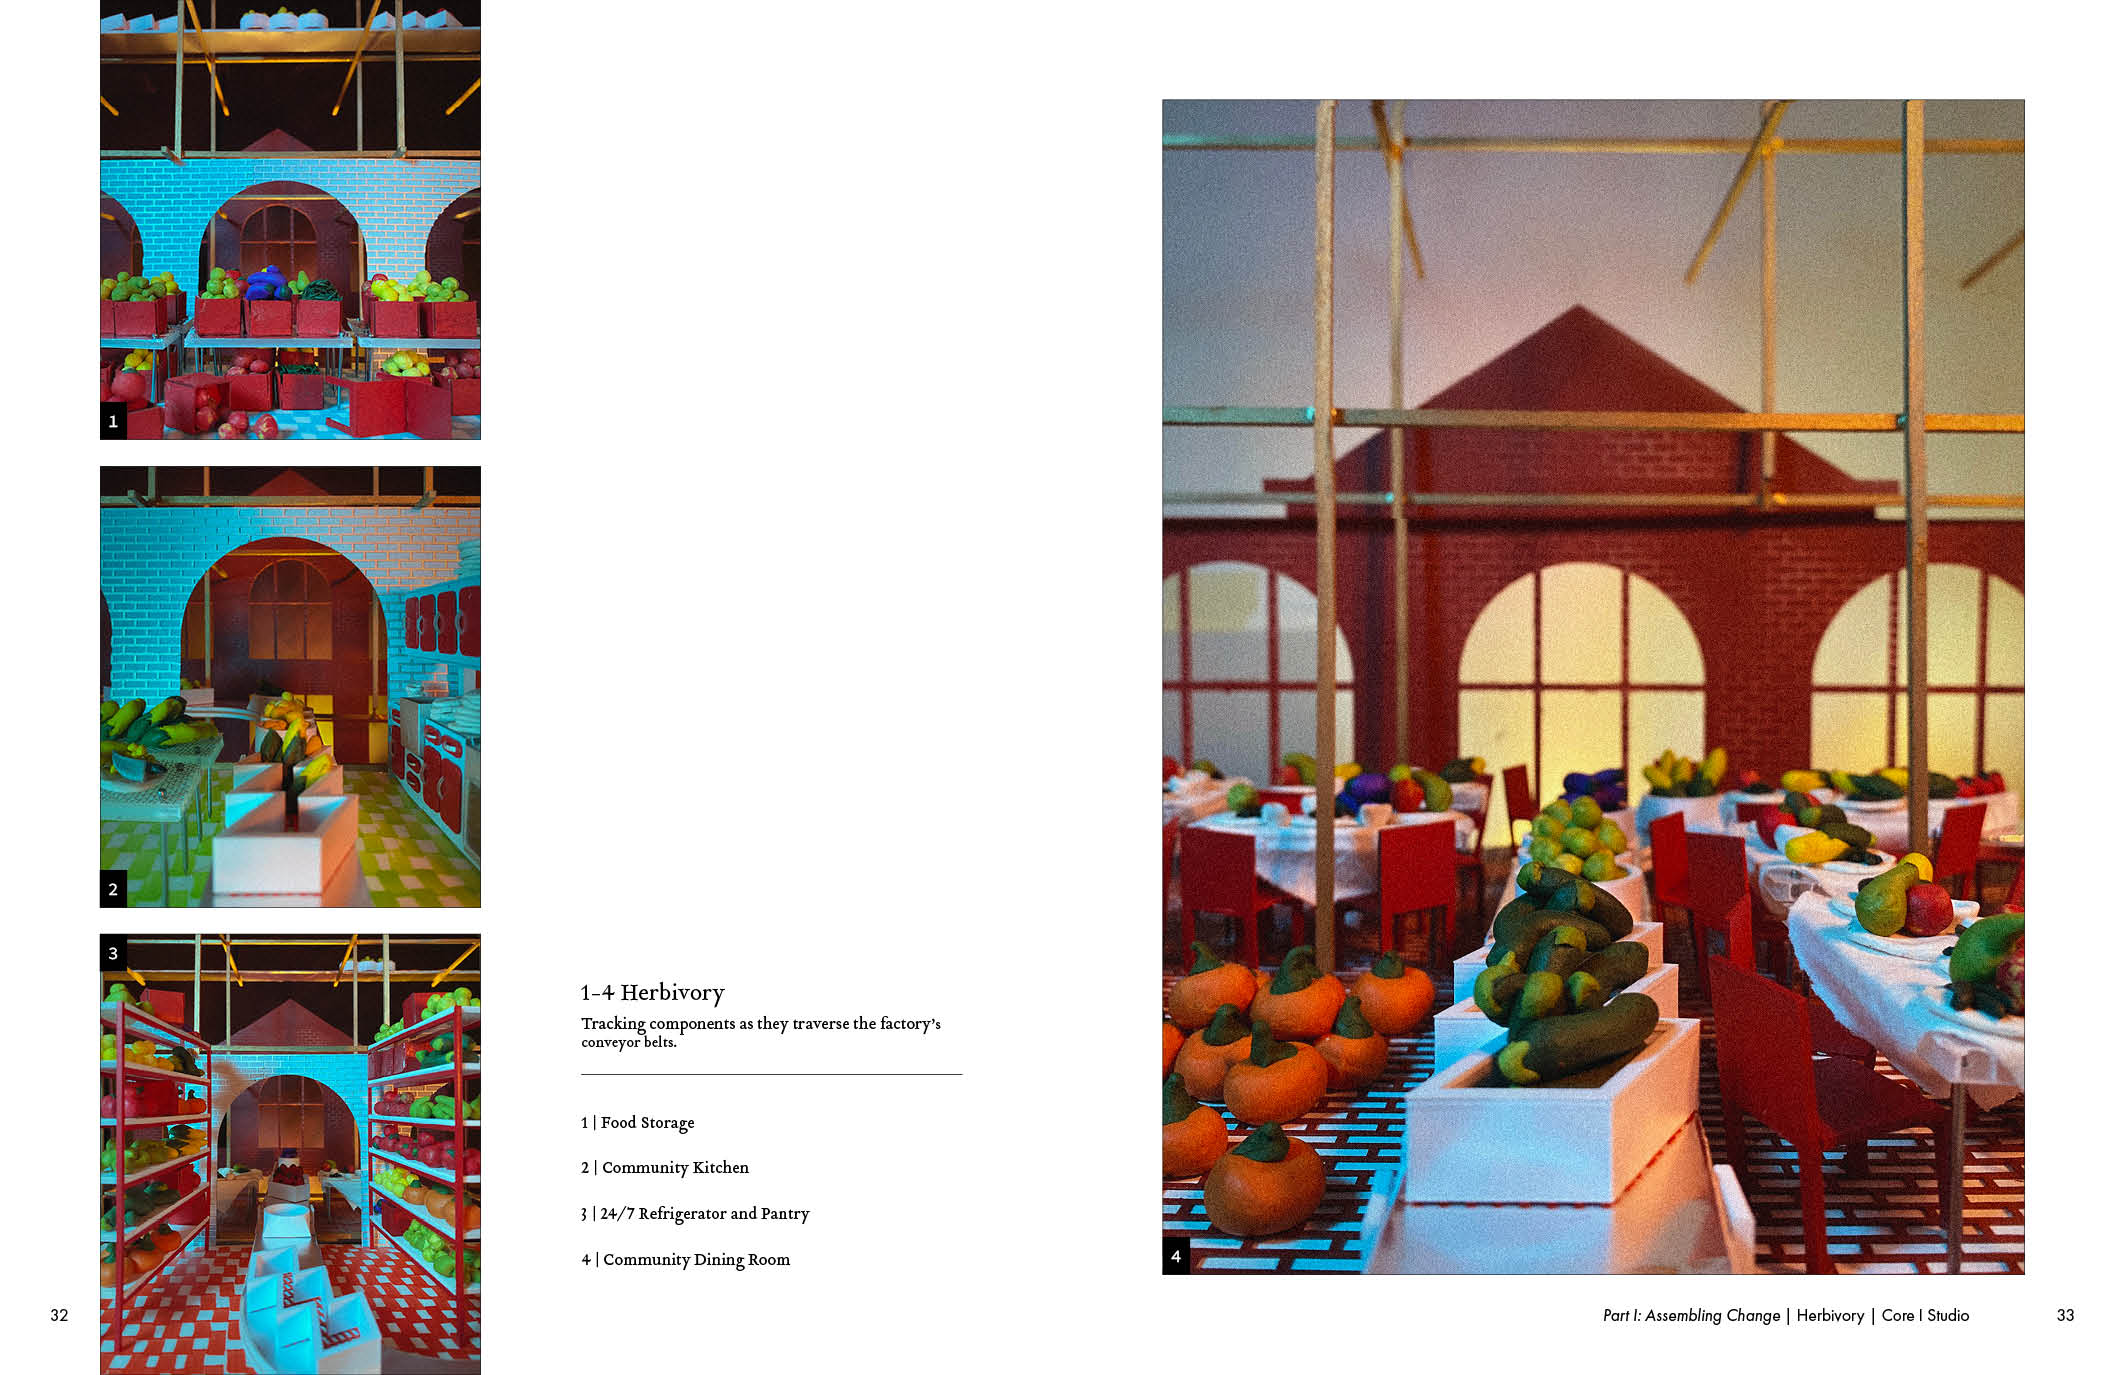 1
2
3
1-4 Herbivory
Tracking components as they traverse the factory's
conveyor belts.
1 | Food Storage
2 | Community Kitchen
3 | 24/7 Refrigerator and Pantry
4 | Community Dining Room
32
4
Part I: Assembling Change | Herbivory | Core I Studio
33